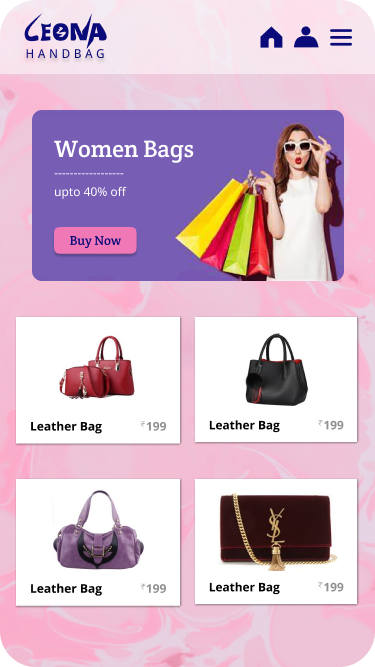 LEONA
HANDBAG
Women Bags
------------------
upto 40% off
Buy Now
Leather Bag ₹199
Leather Bag ₹199
Leather Bag ₹199
Leather Bag ₹199